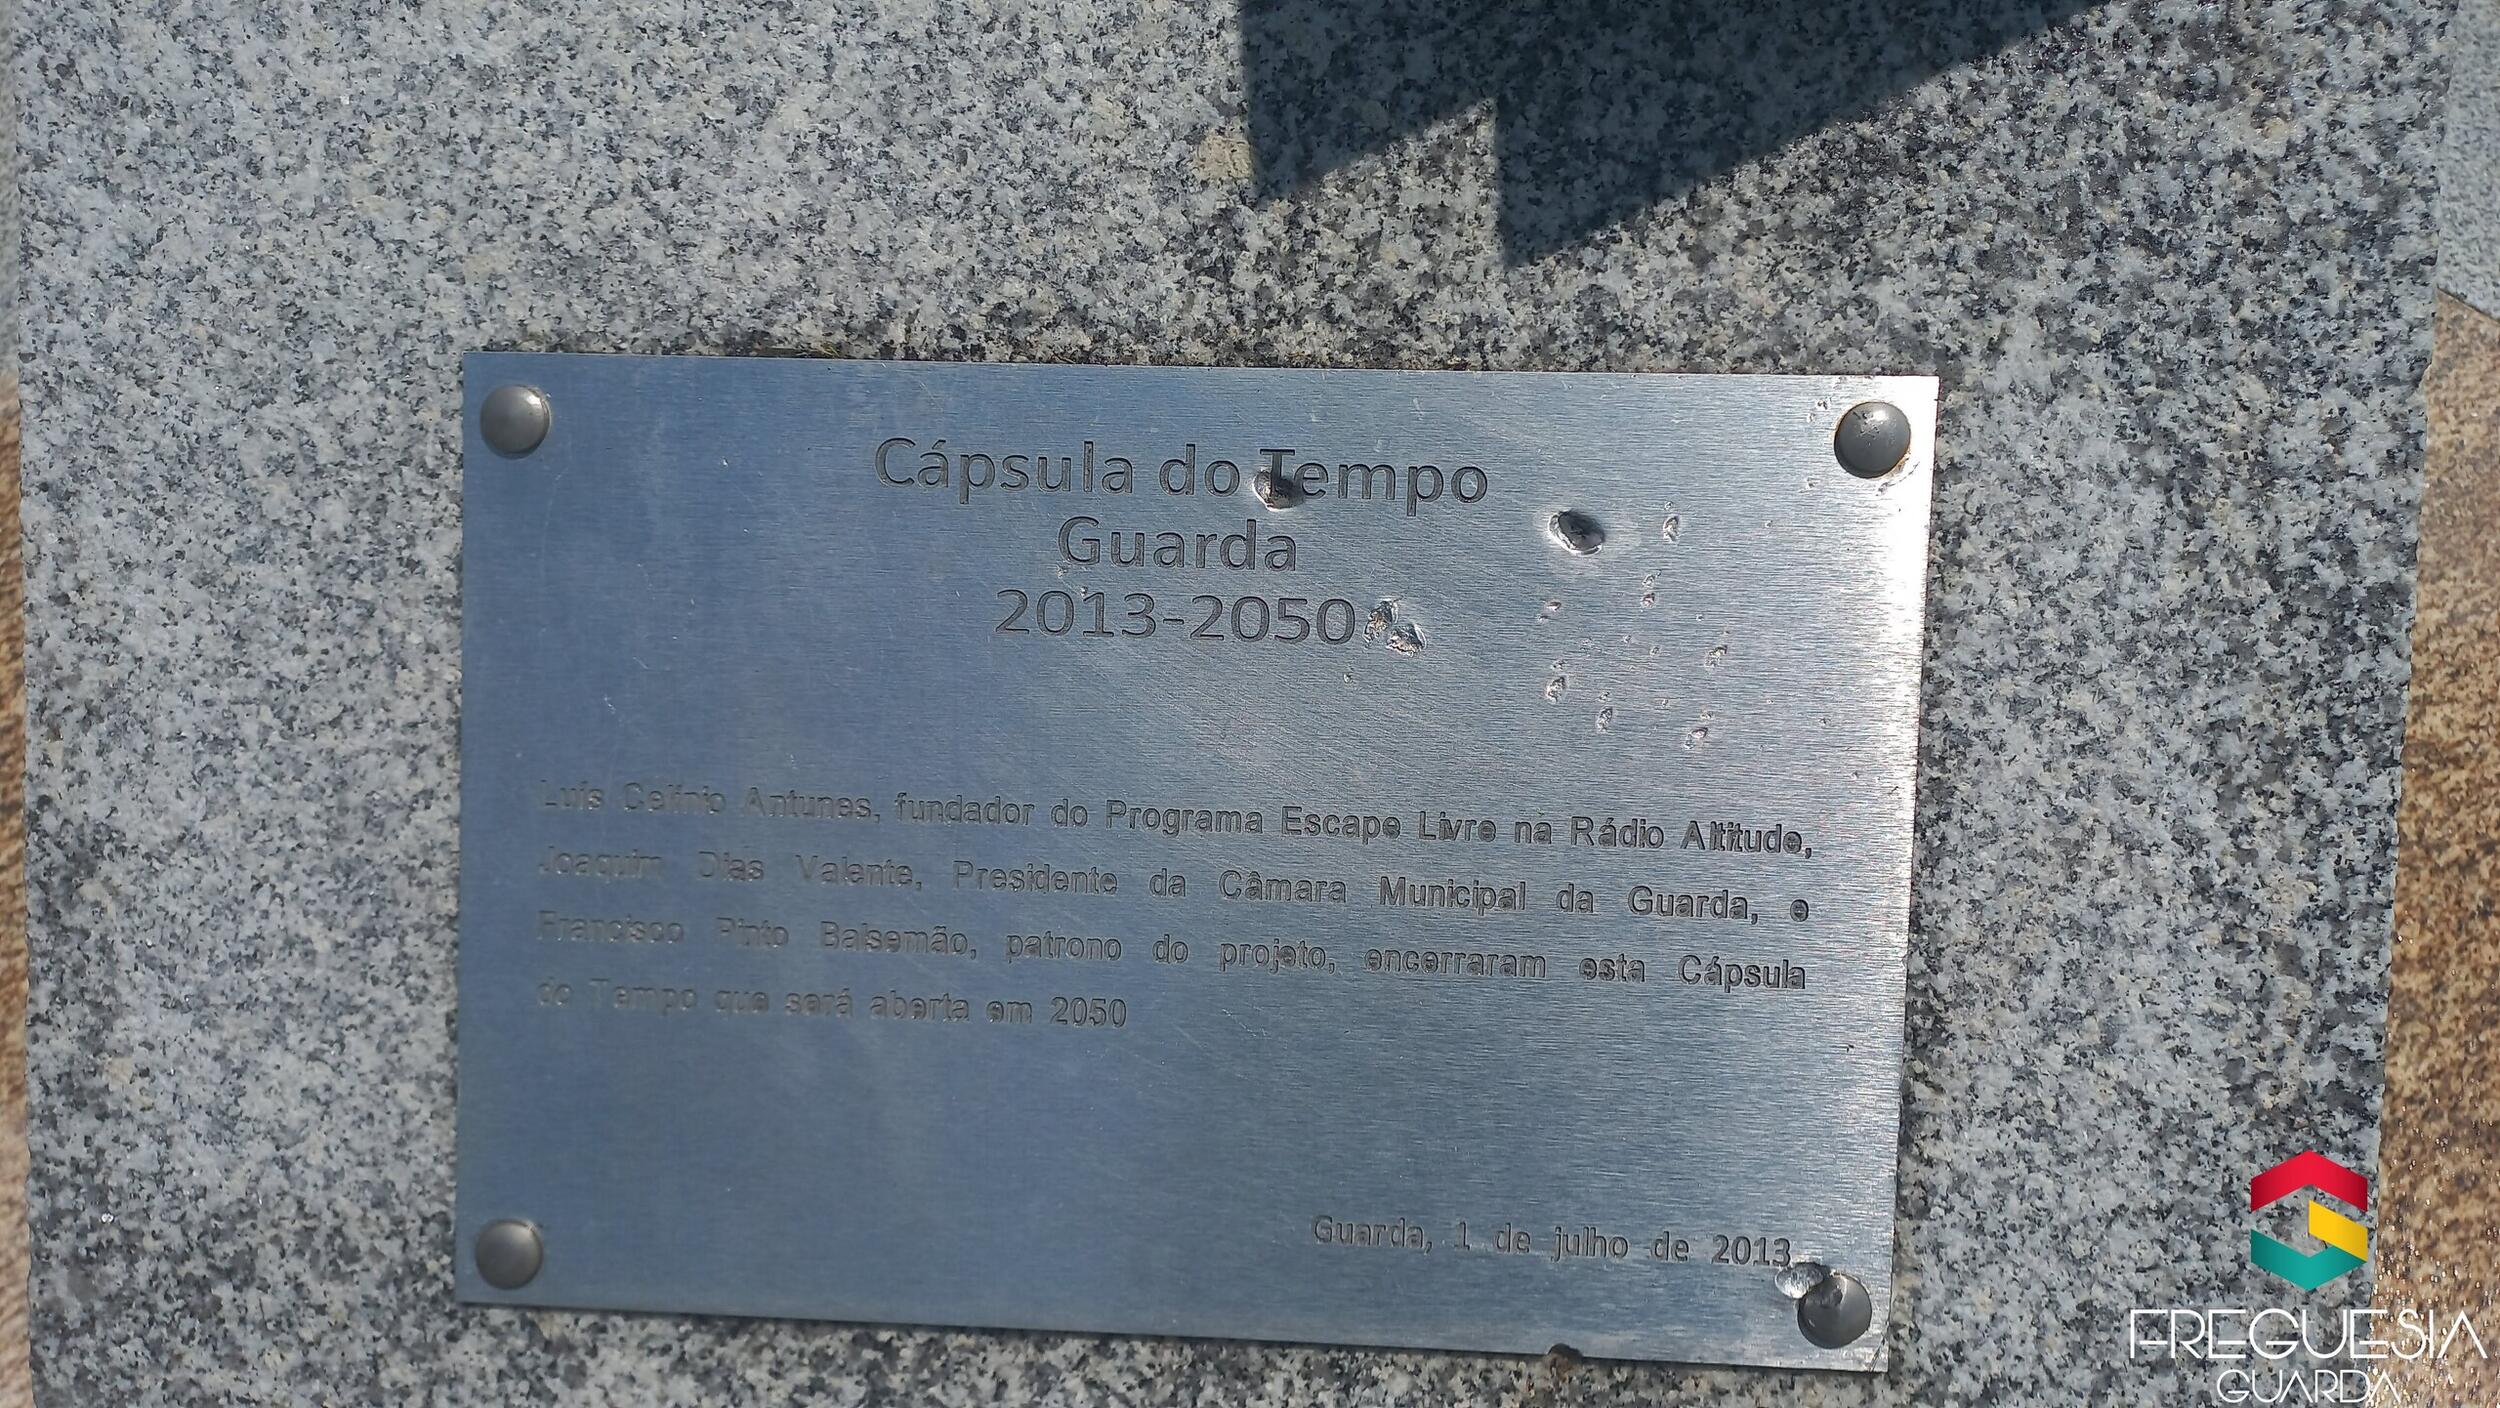 Cápsula do Tempo
Guarda
2013-2050
Luís Celínio Antunes, fundador do Programa Escape Livre na Rádio Altitude,
Joaquim Dias Valente, Presidente da Câmara Municipal da Guarda, e
Francisco Pinto Balsemão, patrono do projeto, encerraram esta Cápsula
do Tempo que será aberta em 2050
Guarda, 1 de julho de 2013
FREGUESIA
GUARDA